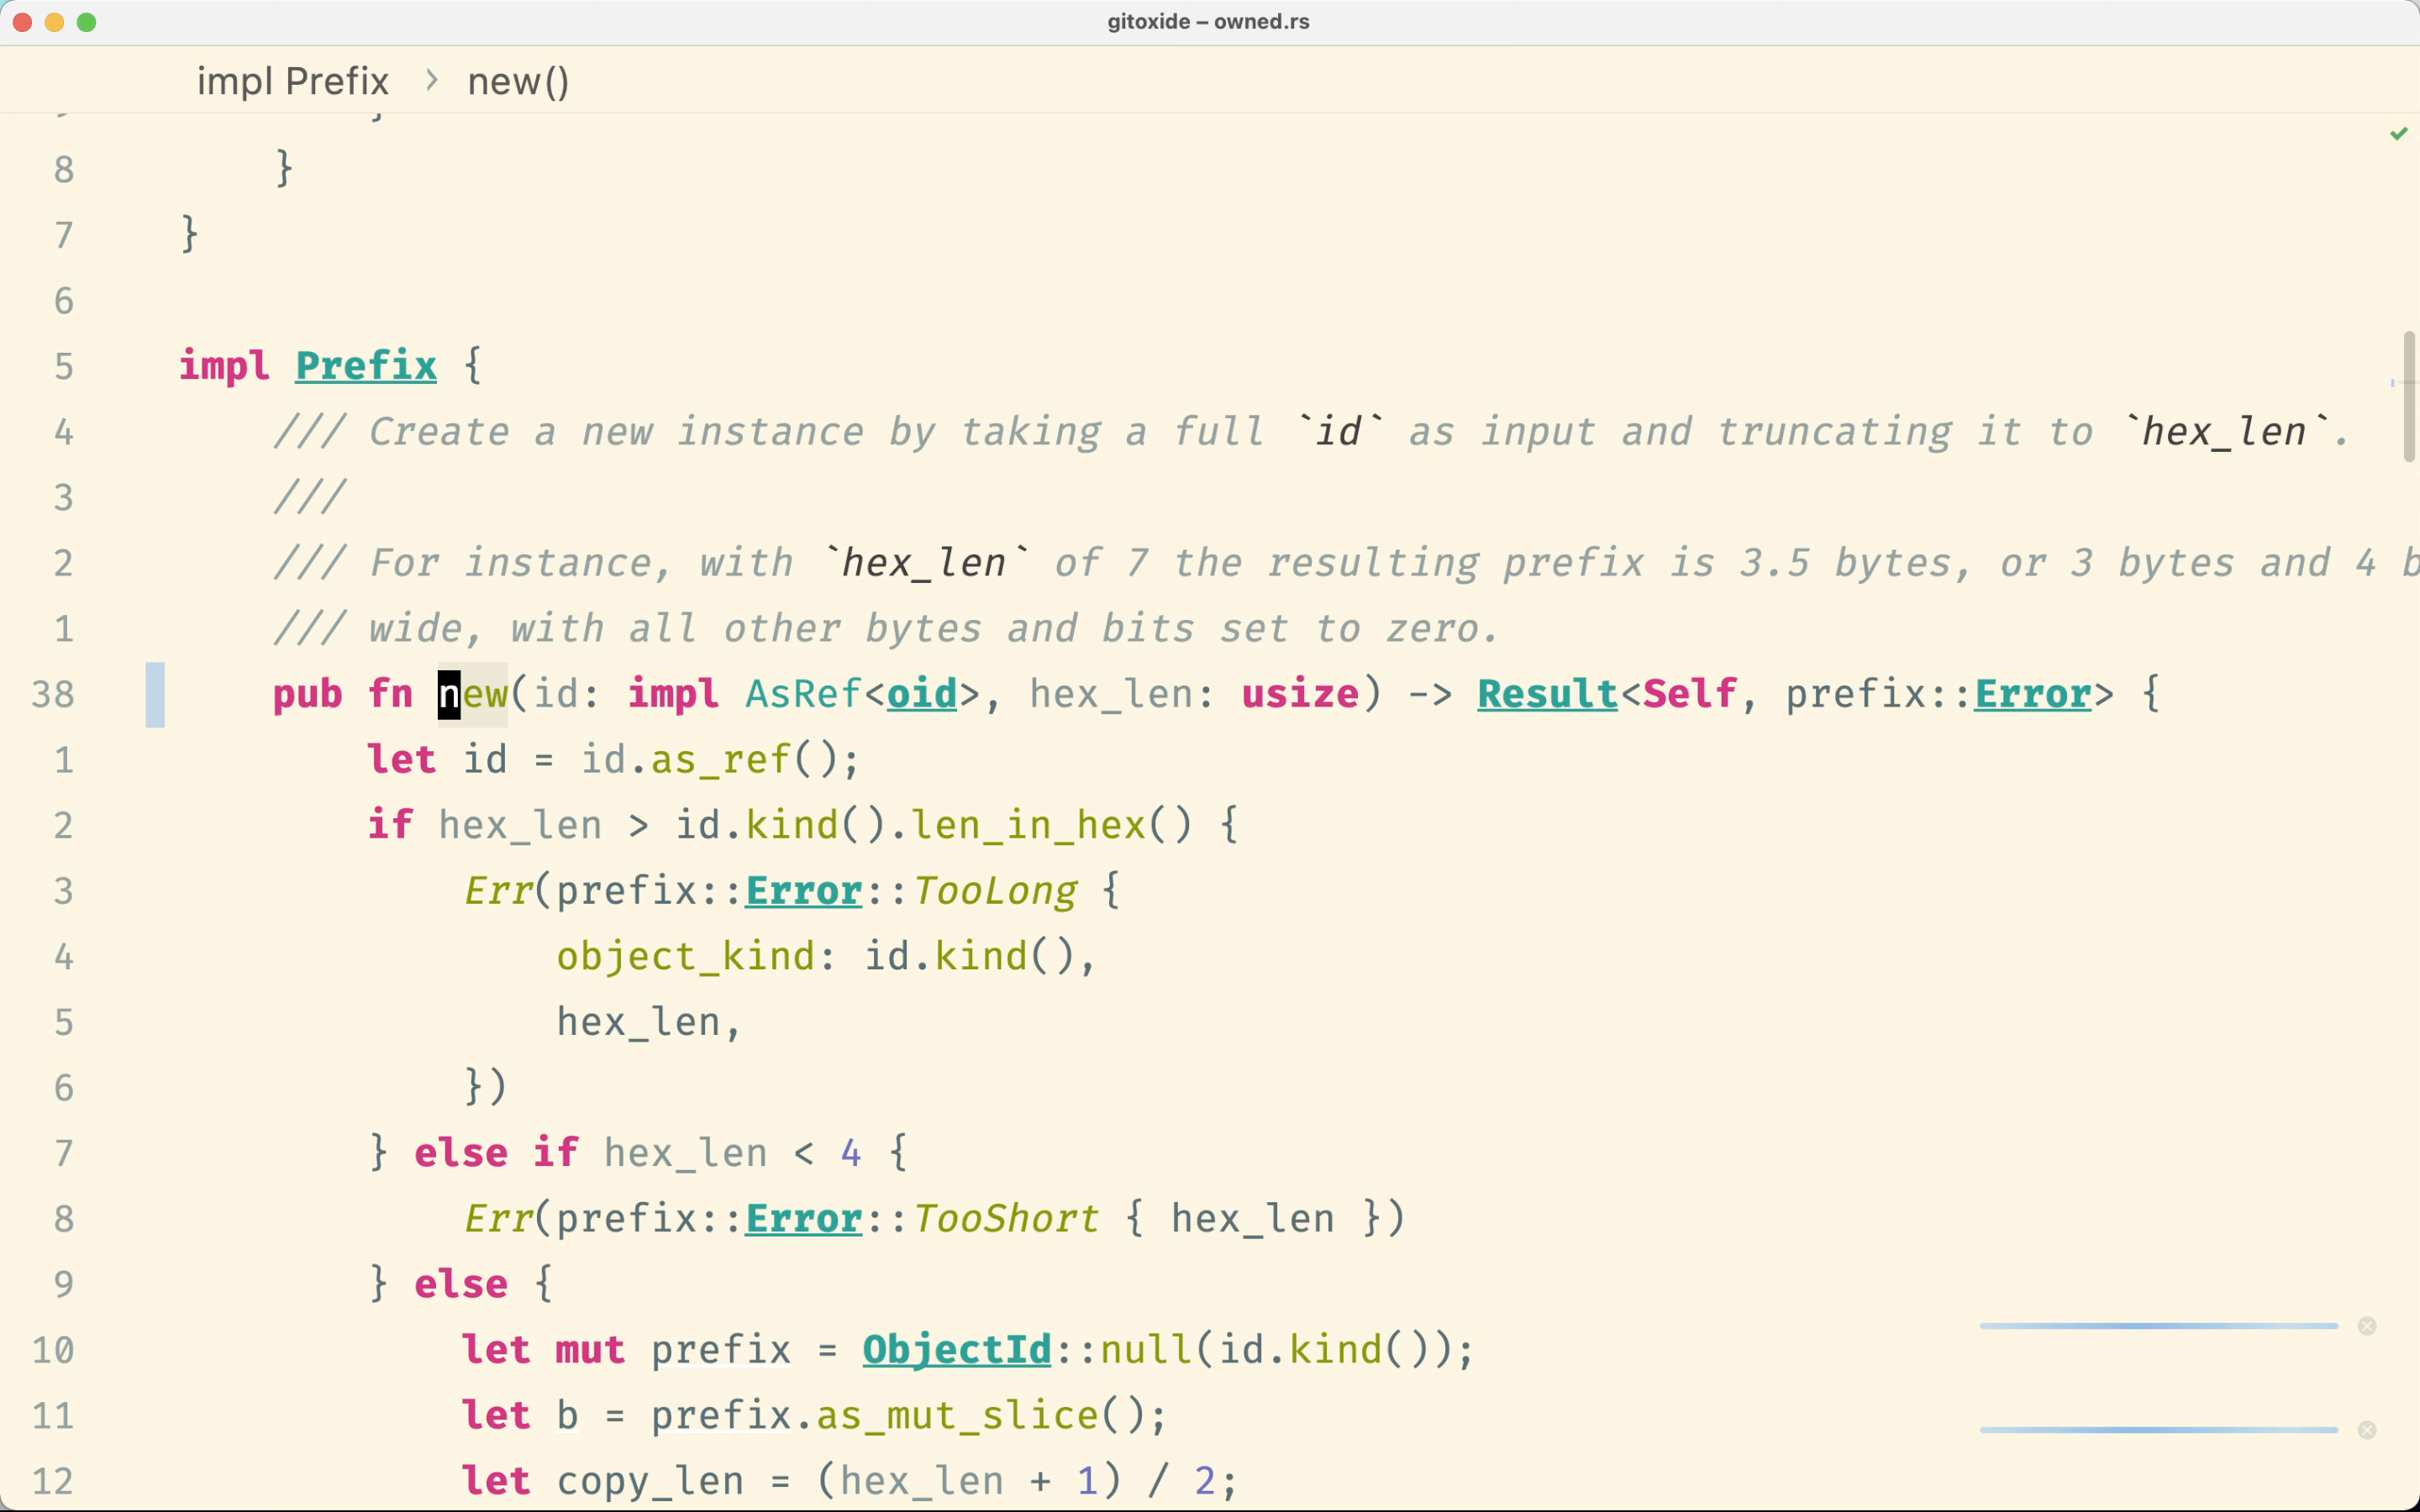 gitoxide – owned.rs
impl Prefix > new()
8 }
7 }
6
5 impl Prefix {
4 /// Create a new instance by taking a full `id` as input and truncating it to `hex_len`.
3 ///
2 /// For instance, with `hex_len` of 7 the resulting prefix is 3.5 bytes, or 3 bytes and 4 b
1 /// wide, with all other bytes and bits set to zero.
38 pub fn new(id: impl AsRef<oid>, hex_len: usize) -> Result<Self, prefix::Error> {
1 let id = id.as_ref();
2 if hex_len > id.kind().len_in_hex() {
3 Err(prefix::Error::TooLong {
4 object_kind: id.kind(),
5 hex_len,
6 })
7 } else if hex_len < 4 {
8 Err(prefix::Error::TooShort { hex_len })
9 } else {
10 let mut prefix = ObjectId::null(id.kind());
11 let b = prefix.as_mut_slice();
12 let copy_len = (hex_len + 1) / 2;